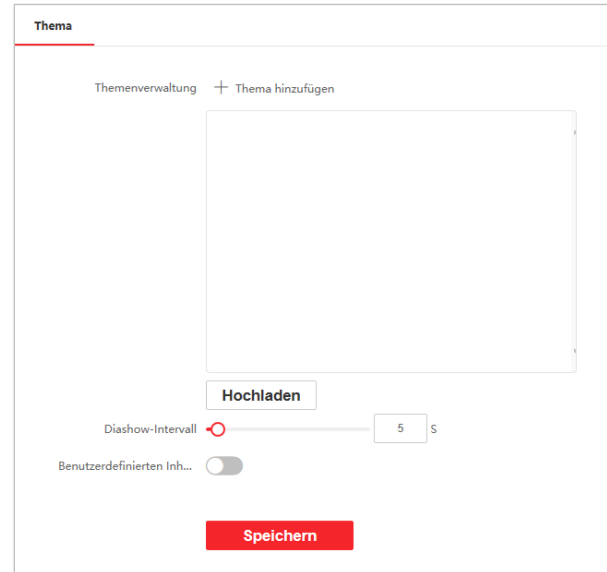 Thema
Themenverwaltung + Thema hinzufügen
Hochladen
Diashow-Intervall 5 S
Benutzerdefinierten Inh...
Speichern